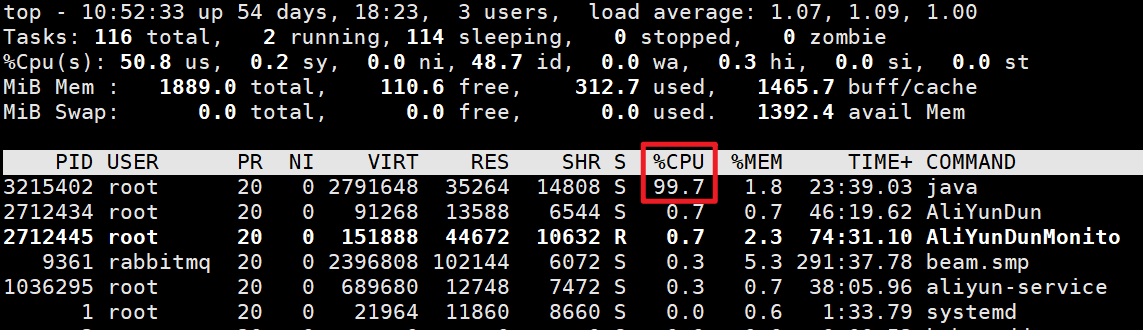 top - 10:52:33 up 54 days, 18:23,  3 users,  load average: 1.07, 1.09, 1.00
Tasks: 116 total,   2 running, 114 sleeping,   0 stopped,   0 zombie
%Cpu(s): 50.8 us,  0.2 sy,  0.0 ni, 48.7 id,  0.0 wa,  0.3 hi,  0.0 si,  0.0 st
MiB Mem :   1889.0 total,    110.6 free,    312.7 used,   1465.7 buff/cache
MiB Swap:      0.0 total,      0.0 free,      0.0 used.   1392.4 avail Mem
PID USER      PR  NI    VIRT    RES    SHR S  %CPU  %MEM     TIME+ COMMAND
3215402 root      20   0 2791648  35264  14808 S  99.7   1.8  23:39.03 java
2712434 root      20   0   91268  13588   6544 S   0.7   0.7  46:19.62 AliYunDun
2712445 root      20   0  151888  44672  10632 R   0.7   2.3  74:31.10 AliYunDunMonito
9361 rabbitmq  20   0 2396808 102144   6072 S   0.3   5.3 291:37.78 beam.smp
1036295 root      20   0  689680  12748   7472 S   0.3   0.7  38:05.96 aliyun-service
1 root      20   0   21964  11860   8660 S   0.0   0.6   1:33.79 systemd